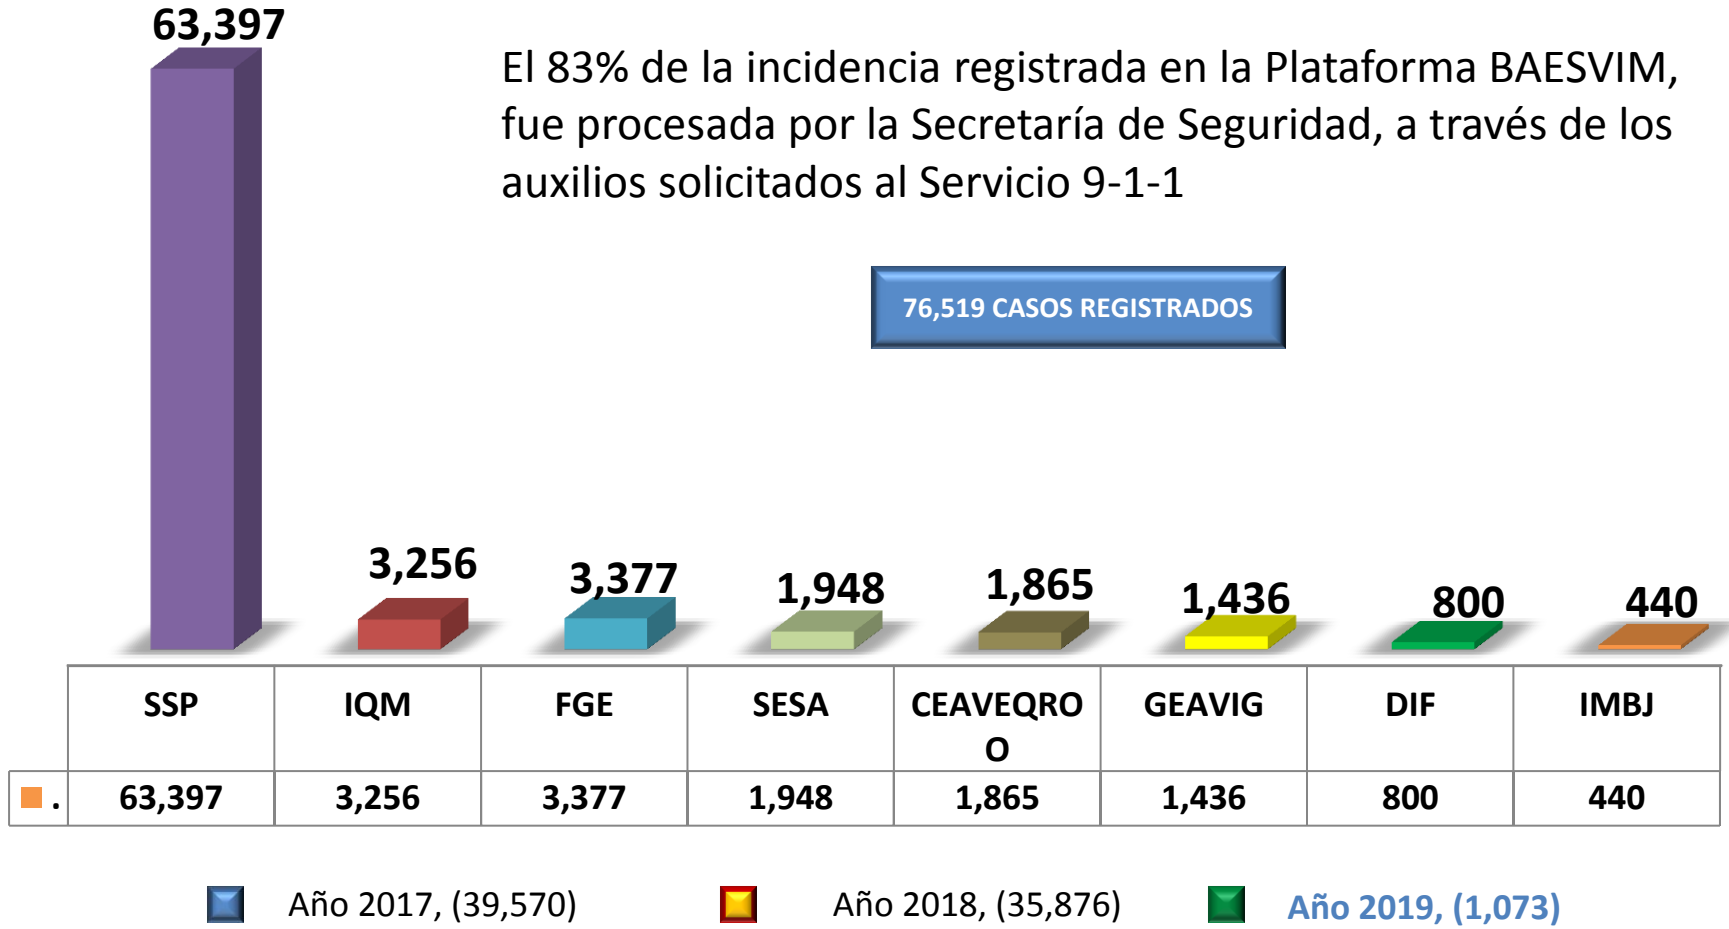 63,397
El 83% de la incidencia registrada en la Plataforma BAESVIM,
fue procesada por la Secretaría de Seguridad, a través de los
auxilios solicitados al Servicio 9-1-1
76,519 CASOS REGISTRADOS
3,256
3,377
1,948
1,865
1,436
800
440
SSP IQM FGE SESA CEAVEQRO GEAVIG DIF IMBJ
O
. 63,397 3,256 3,377 1,948 1,865 1,436 800 440
Año 2017, (39,570) Año 2018, (35,876) Año 2019, (1,073)